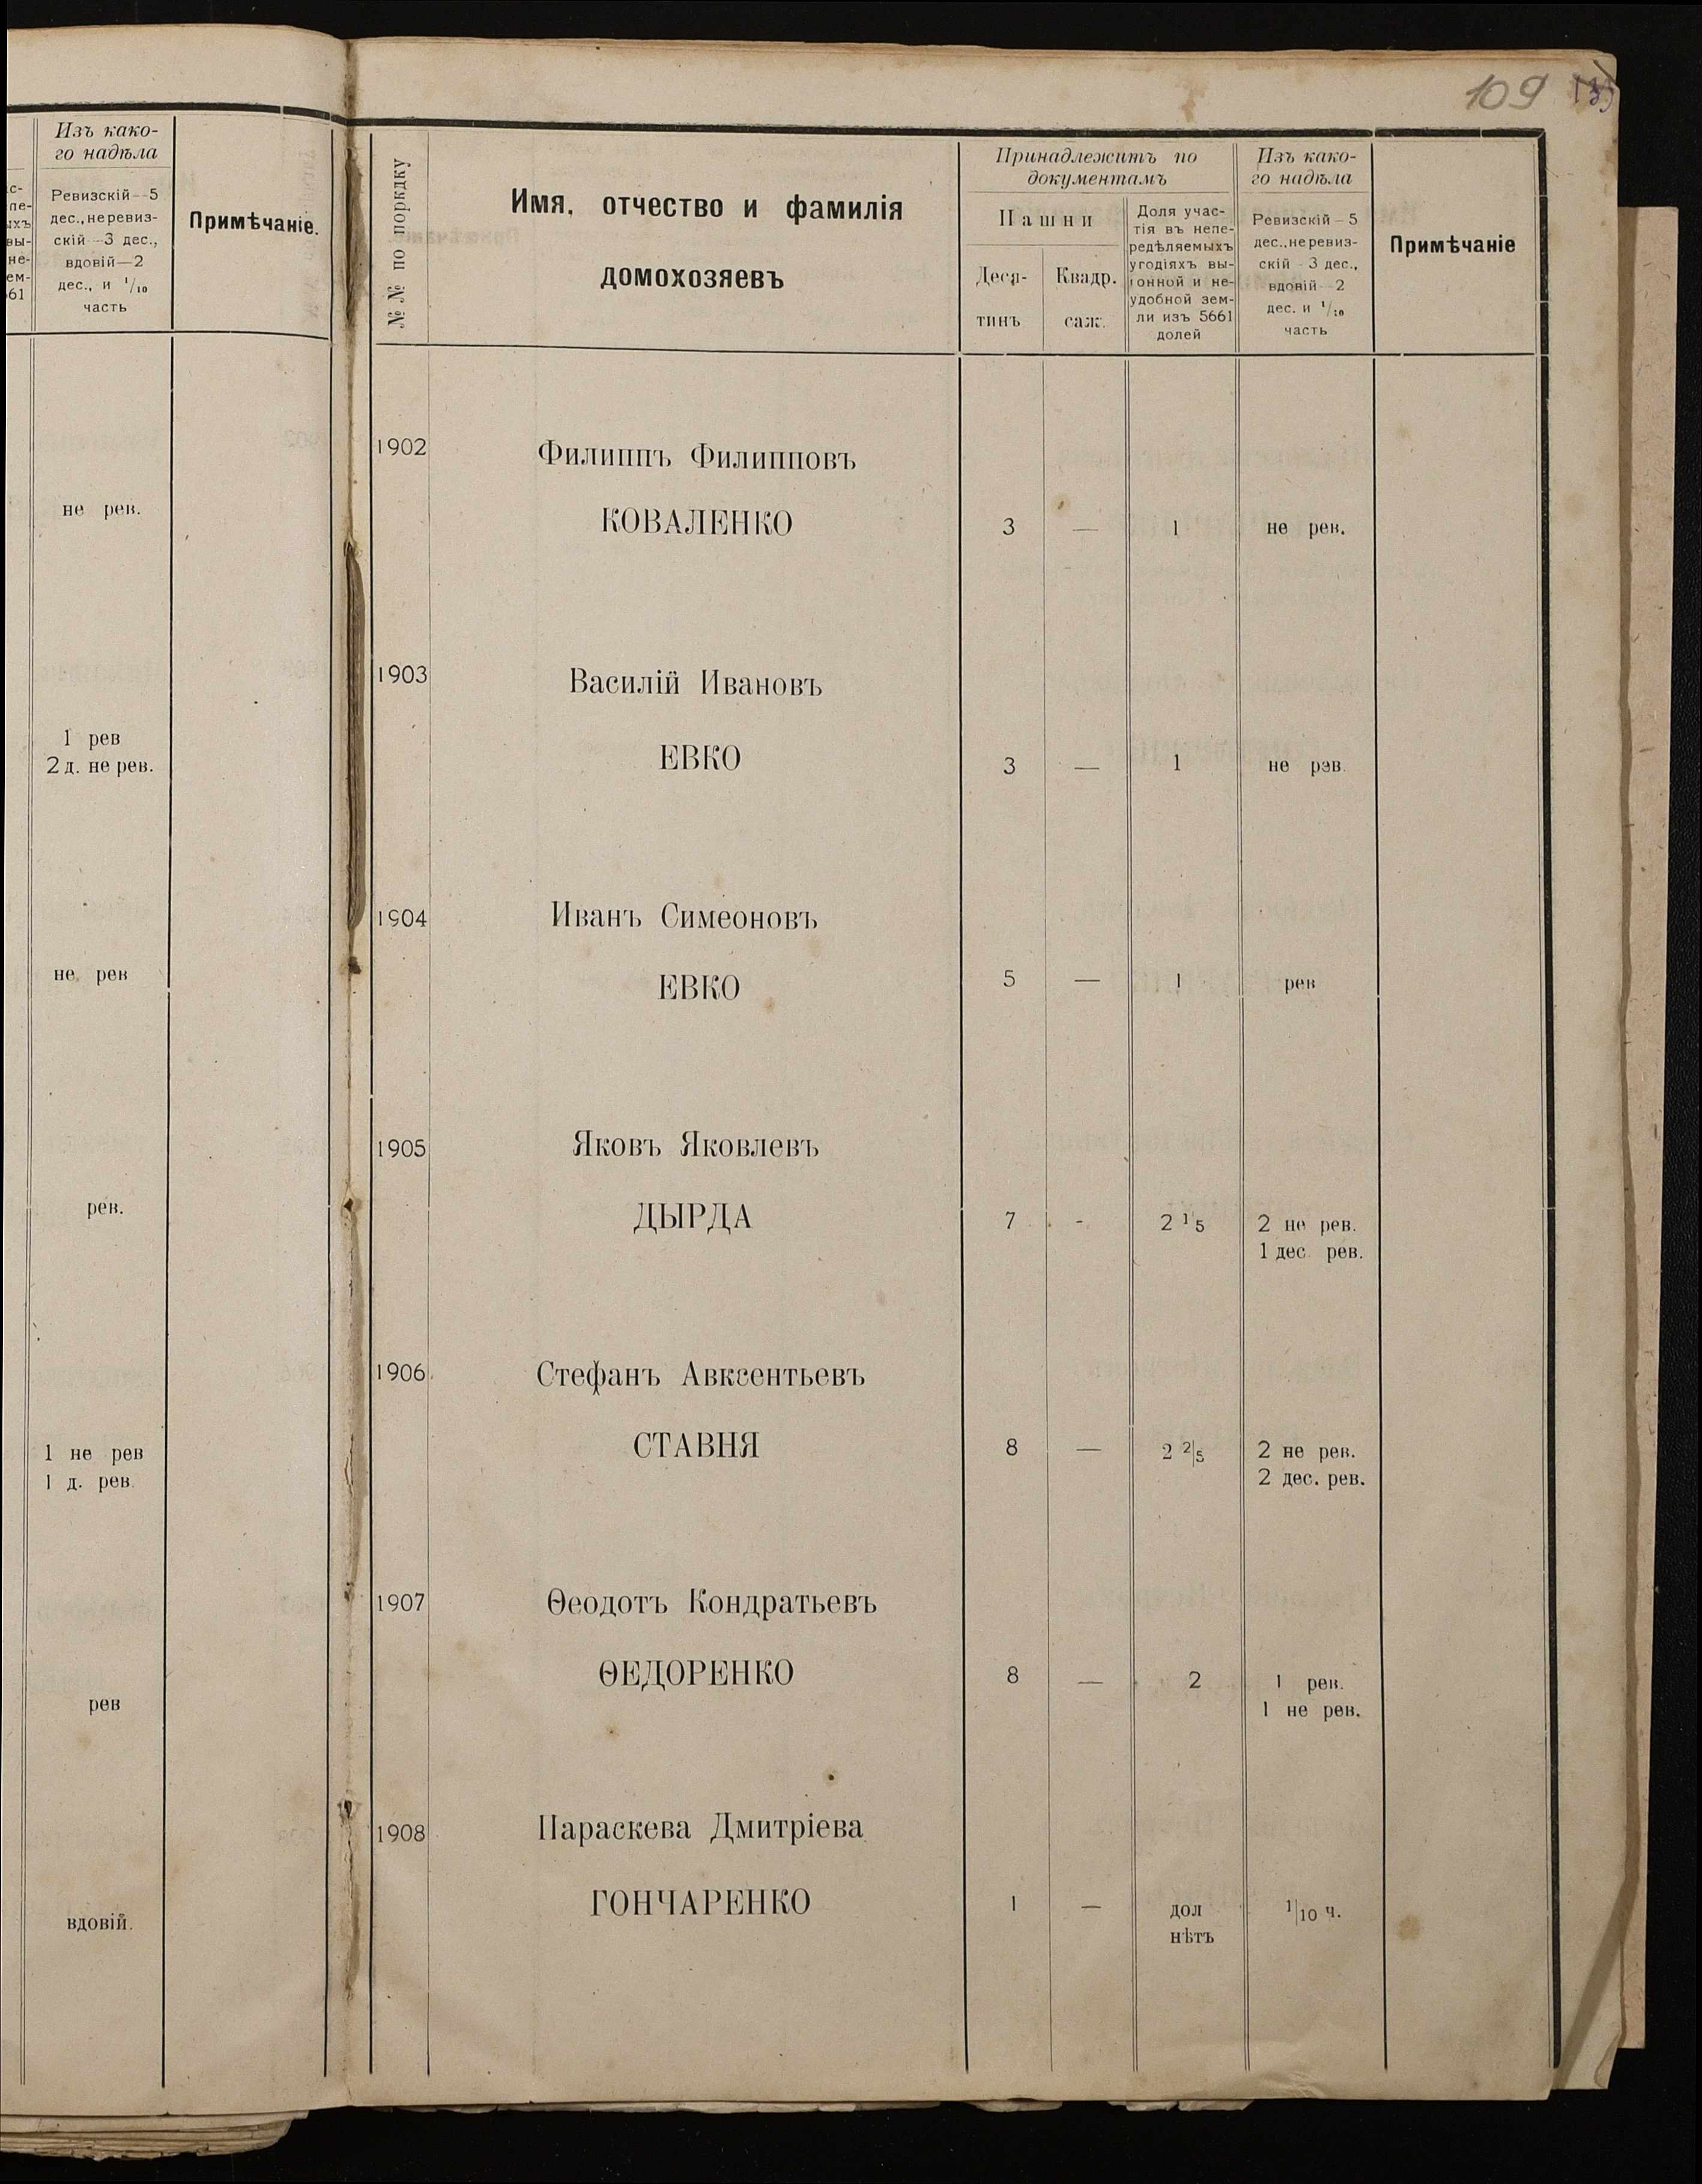 109
Изъ како-
го надѣла
Ревизскій--5
дес.,неревиз-
скій--3 дес.,
вдовій—2
дес., и 1/10
часть
Примѣчаніе.
не рев.
1 рев
2 д. не рев.
не рев
рев.
1 не рев
1 д. рев.
рев
вдовій.
№№ по порядку
Имя, отчество и фамилія
домохозяевъ
Принадлежитъ по
документамъ
Пашни
Деся-
тинъ
Квадр.
саж.
Доля учас-
тія въ непе-
редѣляемыхъ
угодіяхъ вы-
гонной и не-
удобной зем-
ли изъ 5661
долей
Изъ како-
го надѣла
Ревизскій - 5
дес.,неревиз-
скій 3 дес.,
вдовій 2
дес. и 1/10
часть
Примѣчаніе
1902 Филиппъ Филипповъ
КОВАЛЕНКО 3 — 1 не рев.
1903 Василій Ивановъ
ЕВКО 3 — 1 не рэв.
1904 Иванъ Симеоновъ
ЕВКО 5 — 1 рев
1905 Яковъ Яковлевъ
ДЫРДА 7 - 2 1 5 2 не рев.
1 дес. рев.
1906 Стефанъ Авксентьевъ
СТАВНЯ 8 — 2 2/5 2 не рев.
2 дес. рев.
1907 Ѳеодотъ Кондратьевъ
ѲЕДОРЕНКО 8 — 2 1 рев.
1 не рев.
1908 Параскева Дмитріева
ГОНЧАРЕНКО 1 — дол 1/10 ч.
нѣтъ